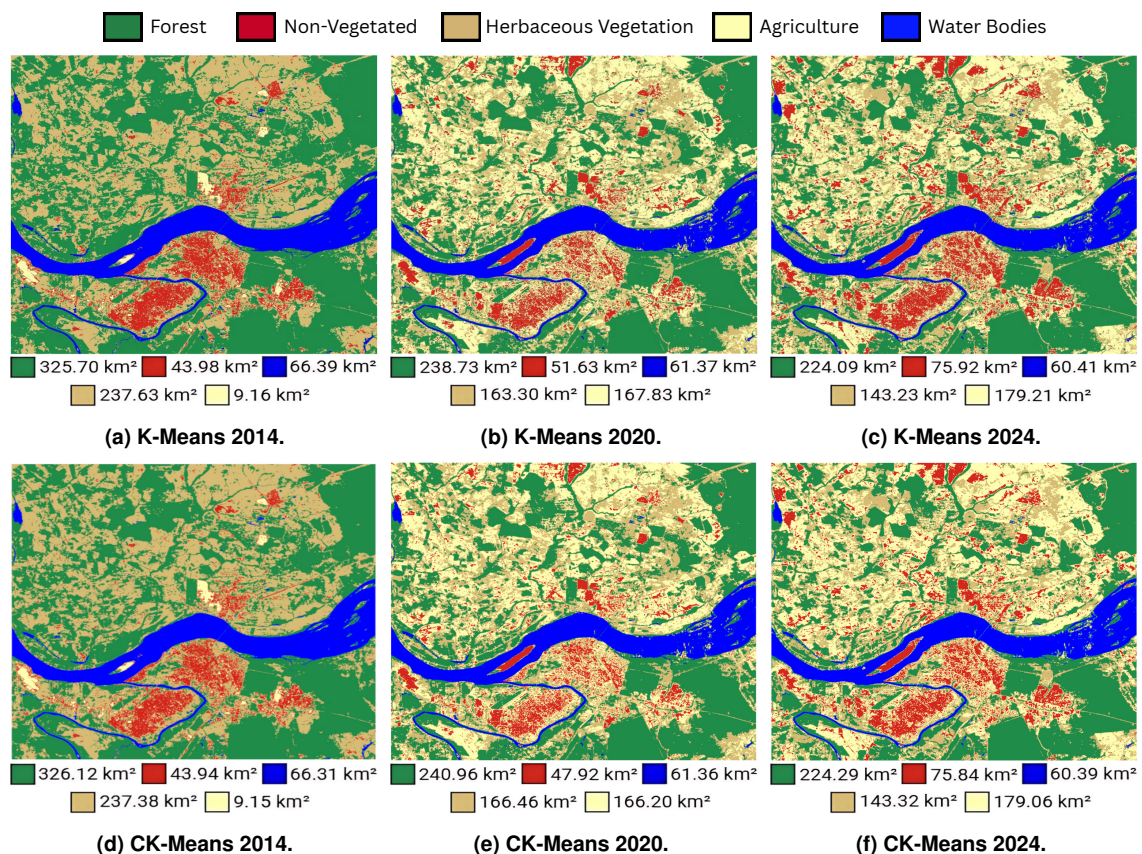 Forest Non-Vegetated Herbaceous Vegetation Agriculture Water Bodies
325.70 km² 43.98 km² 66.39 km²
237.63 km² 9.16 km²
(a) K-Means 2014.
238.73 km² 51.63 km² 61.37 km²
163.30 km² 167.83 km²
(b) K-Means 2020.
224.09 km² 75.92 km² 60.41 km²
143.23 km² 179.21 km²
(c) K-Means 2024.
326.12 km² 43.94 km² 66.31 km²
237.38 km² 9.15 km²
(d) CK-Means 2014.
240.96 km² 47.92 km² 61.36 km²
166.46 km² 166.20 km²
(e) CK-Means 2020.
224.29 km² 75.84 km² 60.39 km²
143.32 km² 179.06 km²
(f) CK-Means 2024.